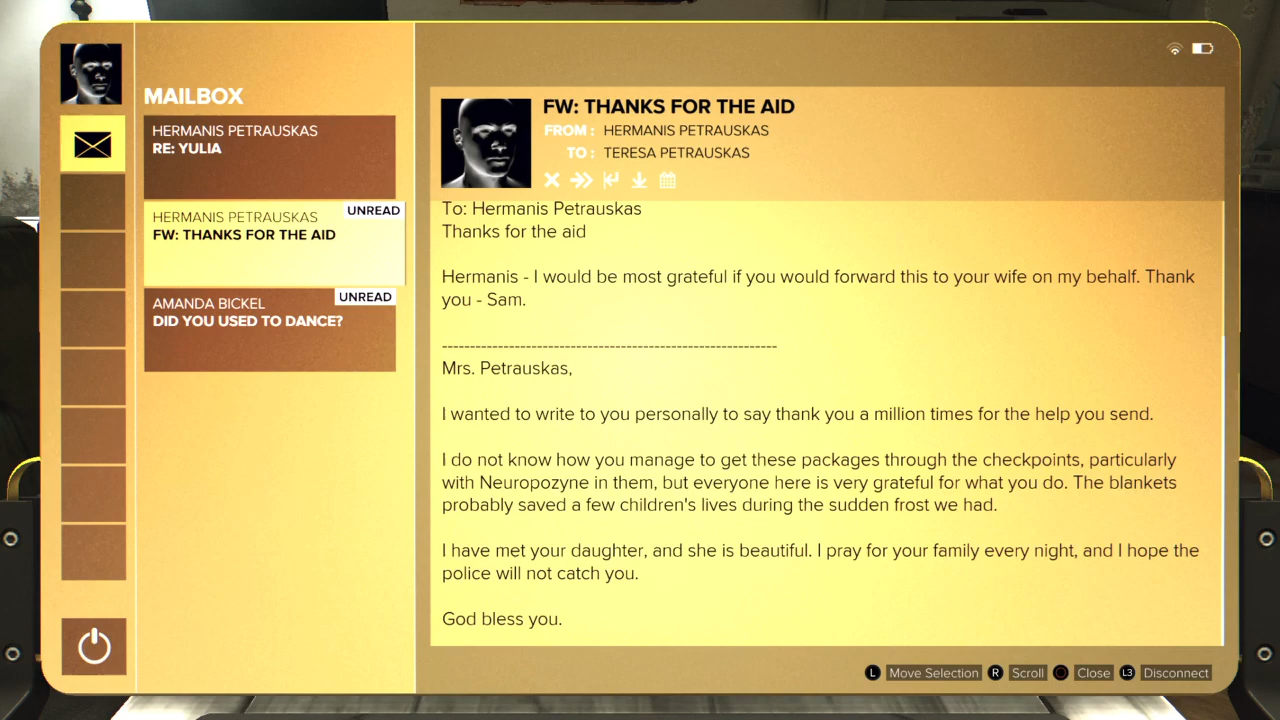 MAILBOX
HERMANIS PETRAUSKAS
RE: YULIA
HERMANIS PETRAUSKAS
UNREAD
FW: THANKS FOR THE AID
AMANDA BICKEL
UNREAD
DID YOU USED TO DANCE?
FW: THANKS FOR THE AID
FROM : HERMANIS PETRAUSKAS
TO : TERESA PETRAUSKAS
To: Hermanis Petrauskas
Thanks for the aid
Hermanis - I would be most grateful if you would forward this to your wife on my behalf. Thank
you - Sam.
----------------------------------------------------------
Mrs. Petrauskas,
I wanted to write to you personally to say thank you a million times for the help you send.
I do not know how you manage to get these packages through the checkpoints, particularly
with Neuropozyne in them, but everyone here is very grateful for what you do. The blankets
probably saved a few children's lives during the sudden frost we had.
I have met your daughter, and she is beautiful. I pray for your family every night, and I hope the
police will not catch you.
God bless you.
L Move Selection R Scroll Close L3 Disconnect